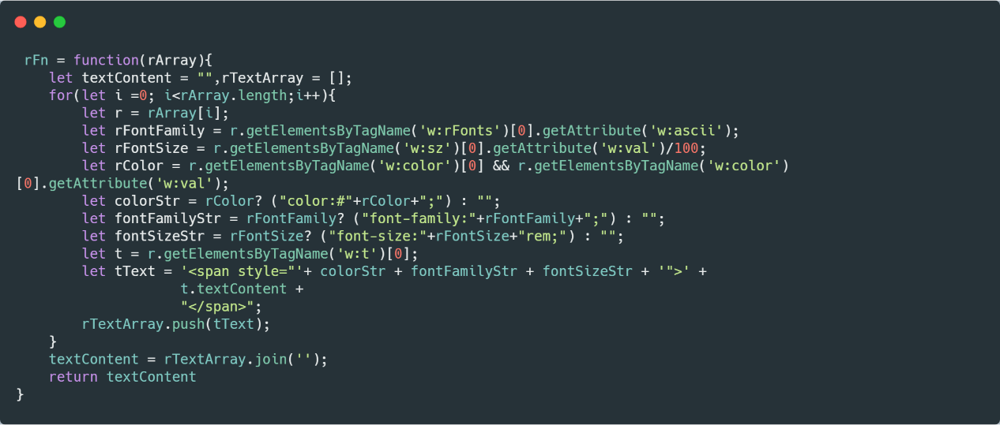 rFn = function(rArray){
    let textContent = "",rTextArray = [];
    for(let i =0; i<rArray.length;i++){
        let r = rArray[i];
        let rFontFamily = r.getElementsByTagName('w:rFonts')[0].getAttribute('w:ascii');
        let rFontSize = r.getElementsByTagName('w:sz')[0].getAttribute('w:val')/100;
        let rColor = r.getElementsByTagName('w:color')[0] && r.getElementsByTagName('w:color')
[0].getAttribute('w:val');
        let colorStr = rColor? ("color:#"+rColor+";") : "";
        let fontFamilyStr = rFontFamily? ("font-family:"+rFontFamily+";") : "";
        let fontSizeStr = rFontSize? ("font-size:"+rFontSize+"rem;") : "";
        let t = r.getElementsByTagName('w:t')[0];
        let tText = '<span style="'+ colorStr + fontFamilyStr + fontSizeStr + '">' +
                    t.textContent +
                    "</span>";
        rTextArray.push(tText);
    }
    textContent = rTextArray.join('');
    return textContent
}